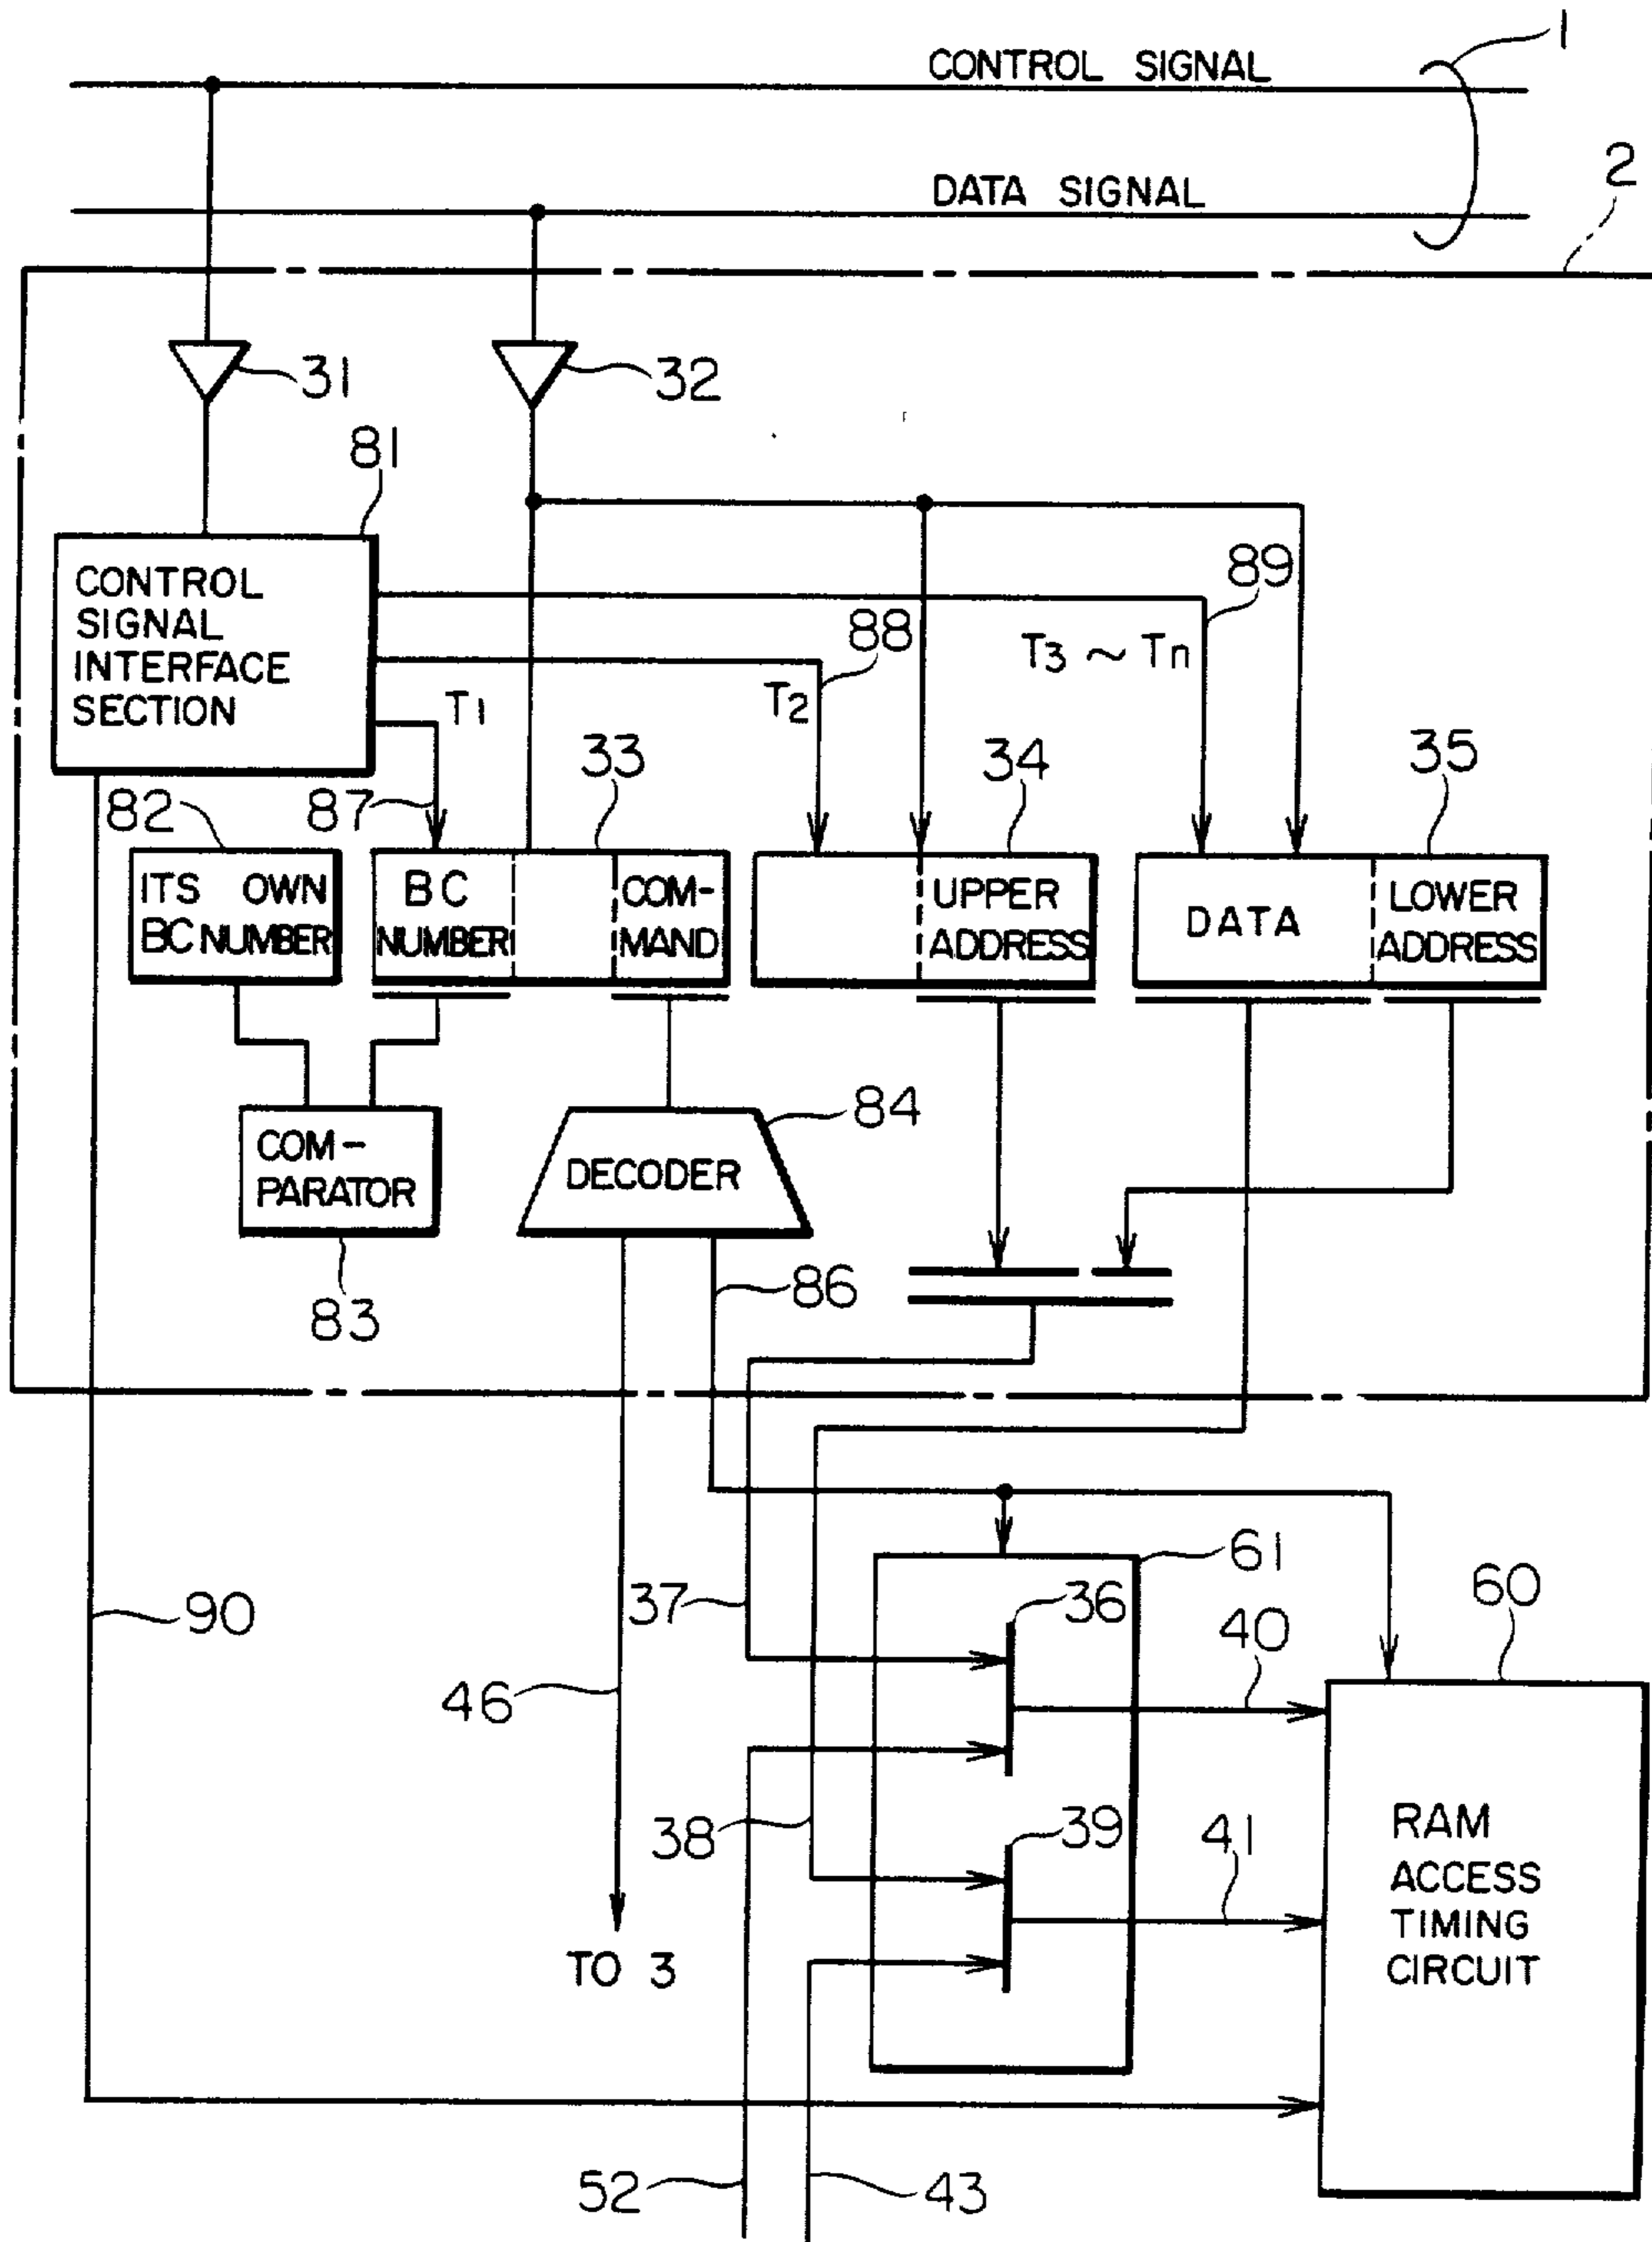 1
CONTROL SIGNAL
DATA SIGNAL
2
31
32
81
CONTROL
SIGNAL
INTERFACE
SECTION
88
89
T3 ~ Tn
T1
T2
82
87
33
34
35
ITS OWN
BC NUMBER
BC
NUMBER
COM-
MAND
UPPER
ADDRESS
DATA
LOWER
ADDRESS
84
COM-
PARATOR
DECODER
83
86
61
37
36
60
90
40
46
38
39
41
RAM
ACCESS
TIMING
CIRCUIT
TO 3
52
43